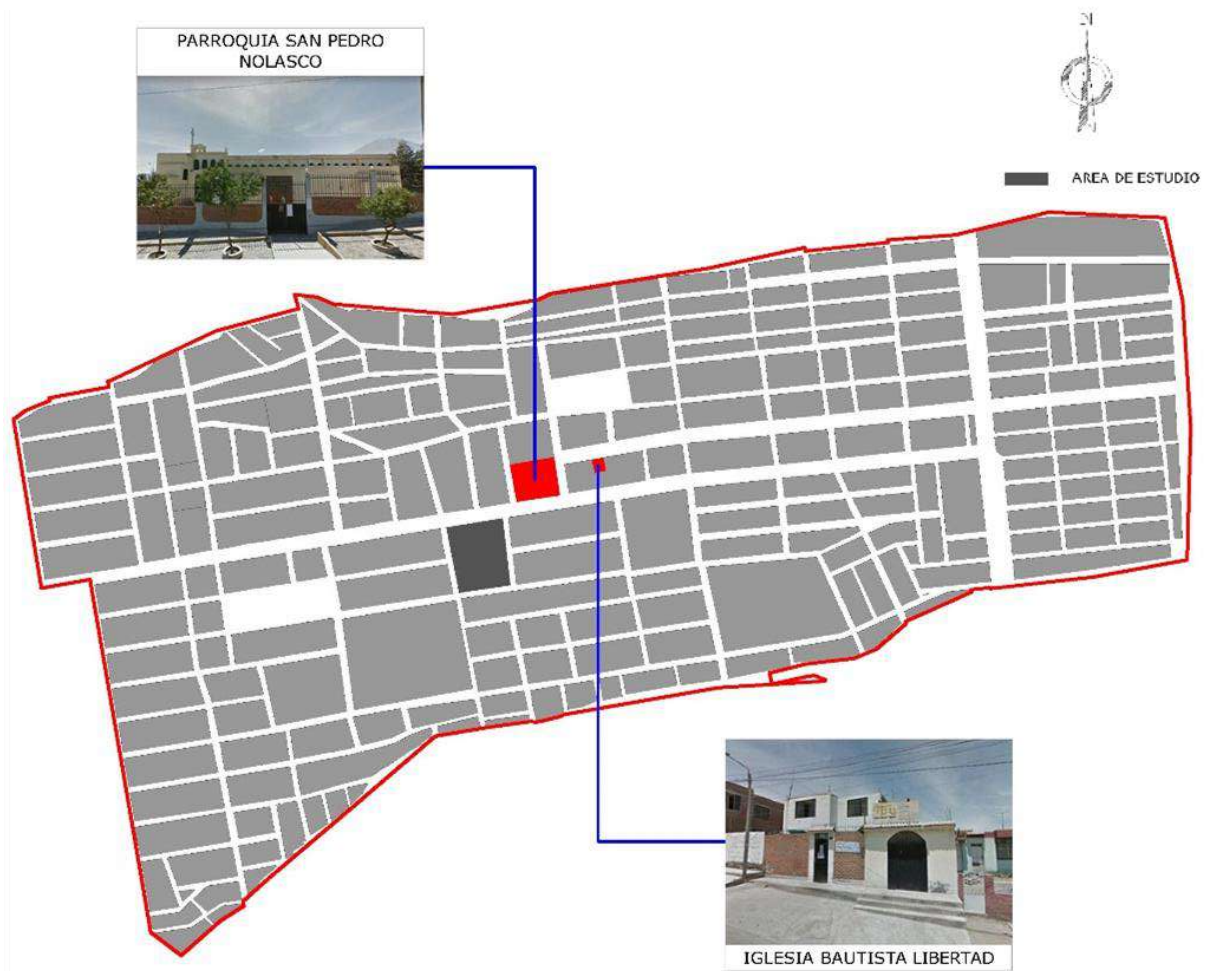 PARROQUIA SAN PEDRO
NOLASCO
N
AREA DE ESTUDIO
IGLESIA BAUTISTA LIBERTAD